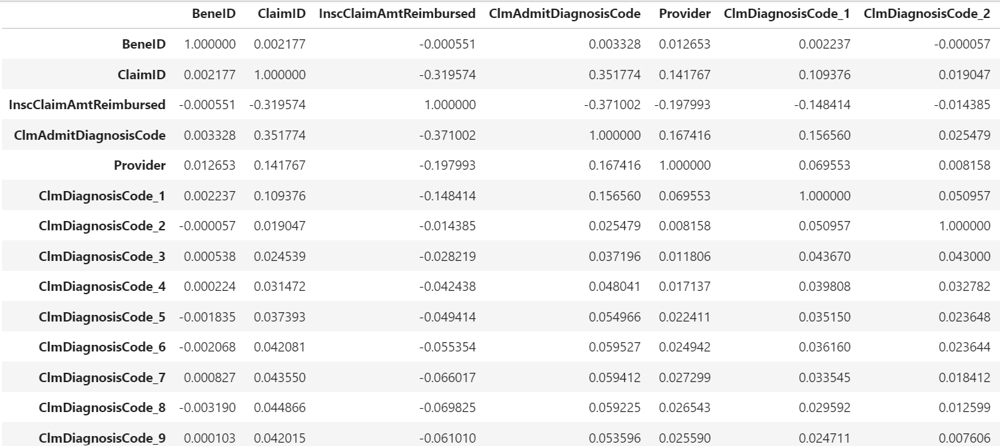 BeneID ClaimID InscClaimAmtReimbursed ClmAdmitDiagnosisCode Provider ClmDiagnosisCode_1 ClmDiagnosisCode_2
BeneID 1.000000 0.002177 -0.000551 0.003328 0.012653 0.002237 -0.000057
ClaimID 0.002177 1.000000 -0.319574 0.351774 0.141767 0.109376 0.019047
InscClaimAmtReimbursed -0.000551 -0.319574 1.000000 -0.371002 -0.197993 -0.148414 -0.014385
ClmAdmitDiagnosisCode 0.003328 0.351774 -0.371002 1.000000 0.167416 0.156560 0.025479
Provider 0.012653 0.141767 -0.197993 0.167416 1.000000 0.069553 0.008158
ClmDiagnosisCode_1 0.002237 0.109376 -0.148414 0.156560 0.069553 1.000000 0.050957
ClmDiagnosisCode_2 -0.000057 0.019047 -0.014385 0.025479 0.008158 0.050957 1.000000
ClmDiagnosisCode_3 0.000538 0.024539 -0.028219 0.037196 0.011806 0.043670 0.043000
ClmDiagnosisCode_4 0.000224 0.031472 -0.042438 0.048041 0.017137 0.039808 0.032782
ClmDiagnosisCode_5 -0.001835 0.037393 -0.049414 0.054966 0.022411 0.035150 0.023648
ClmDiagnosisCode_6 -0.002068 0.042081 -0.055354 0.059527 0.024942 0.036160 0.023644
ClmDiagnosisCode_7 0.000827 0.043550 -0.066017 0.059412 0.027299 0.033545 0.018412
ClmDiagnosisCode_8 -0.003190 0.044866 -0.069825 0.059225 0.026543 0.029592 0.012599
ClmDiagnosisCode_9 0.000103 0.042015 -0.061010 0.053596 0.025590 0.024711 0.007606